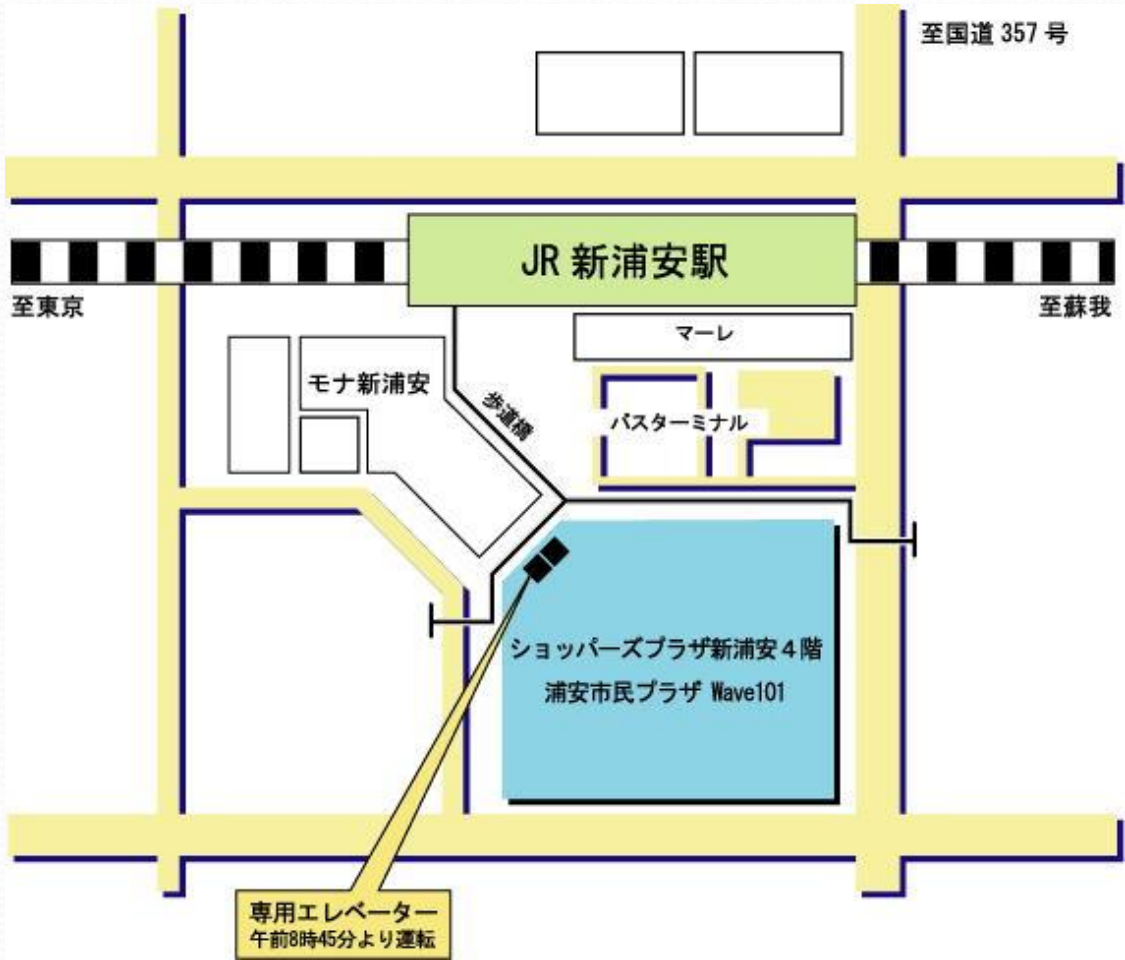 至国道 357 号
JR 新浦安駅
至東京
至蘇我
マーレ
モナ新浦安
歩道橋
バスターミナル
ショッパーズプラザ新浦安４階
浦安市民プラザ Wave101
専用エレベーター
午前8時45分より運転